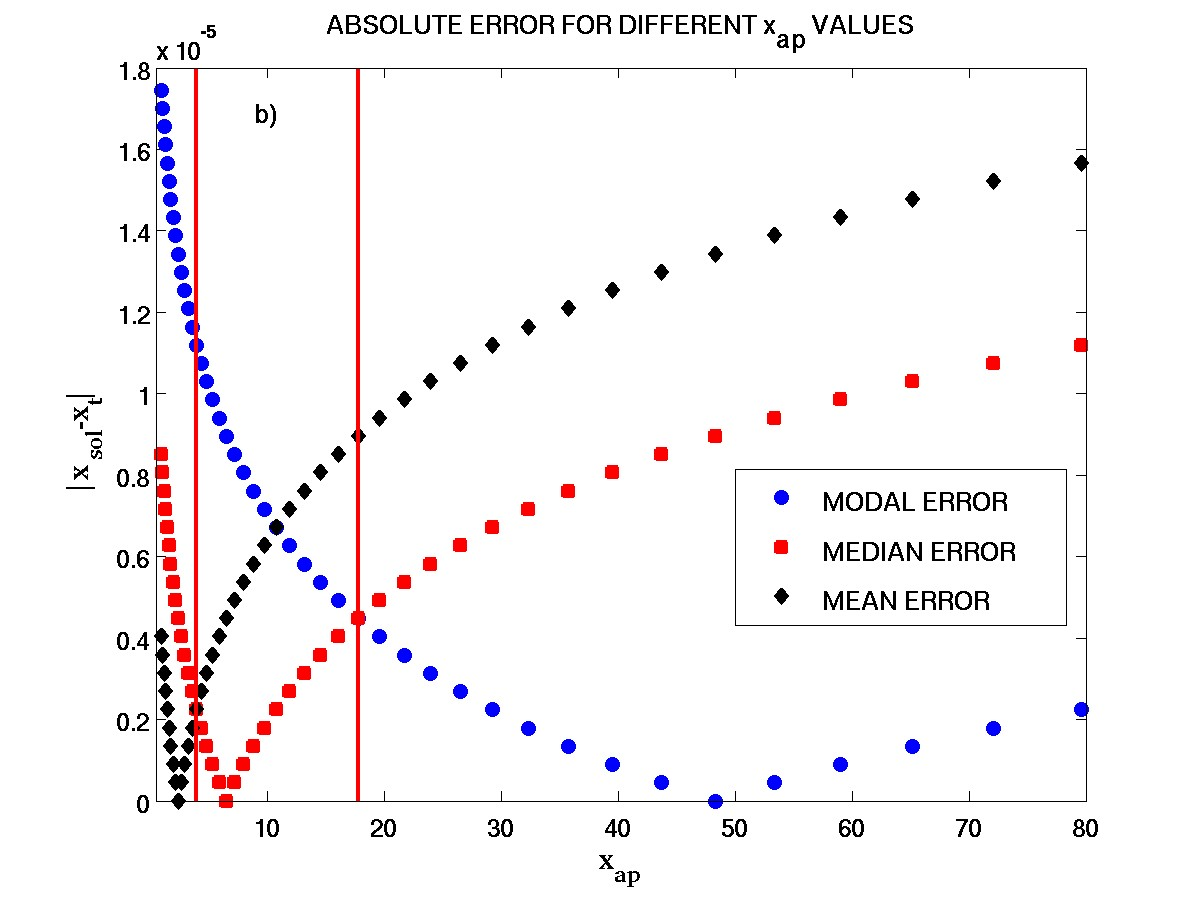 ABSOLUTE ERROR FOR DIFFERENT x_ap VALUES
x 10^-5
b)
1.8
1.6
1.4
1.2
1
0.8
0.6
0.4
0.2
0
|x_sol-x_t|
MODAL ERROR
MEDIAN ERROR
MEAN ERROR
10 20 30 40 50 60 70 80
x_ap